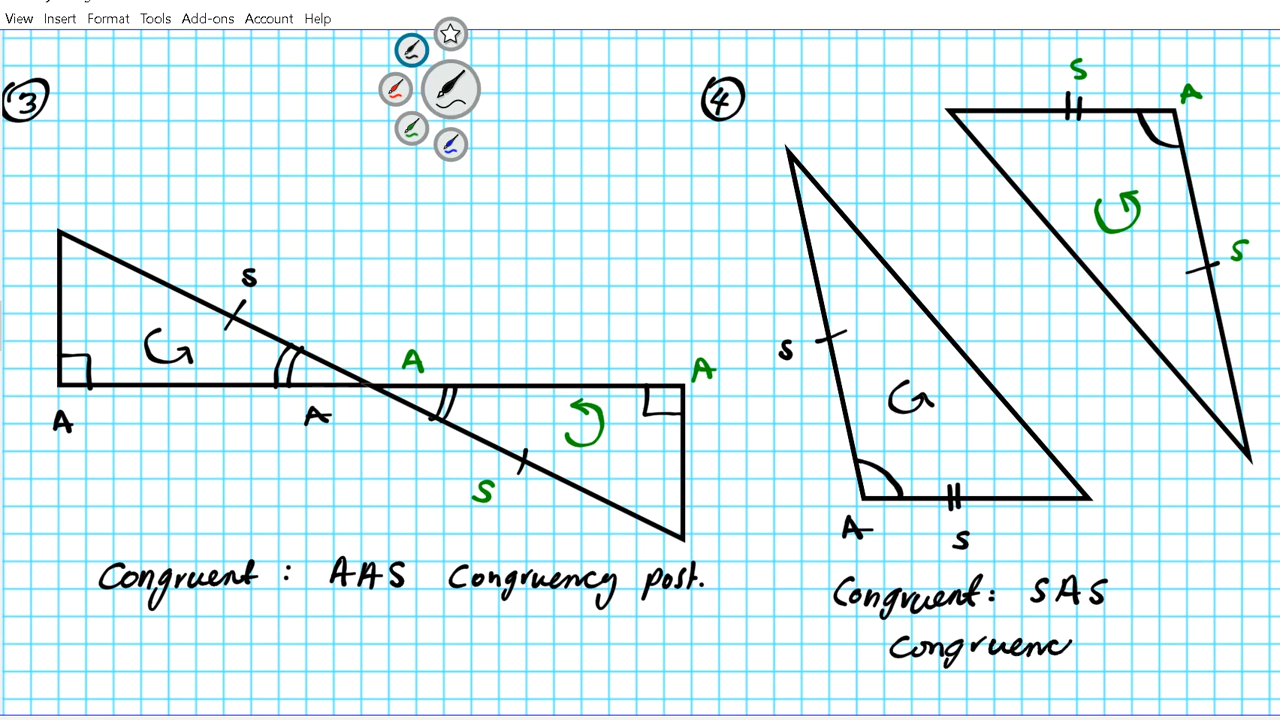 View Insert Format Tools Add-ons Account Help
3
S
A
A
A
A
S
Congruent : AAS Congruency post.
4
S
A
S
S
A
S
Congruent: SAS
Congruenc